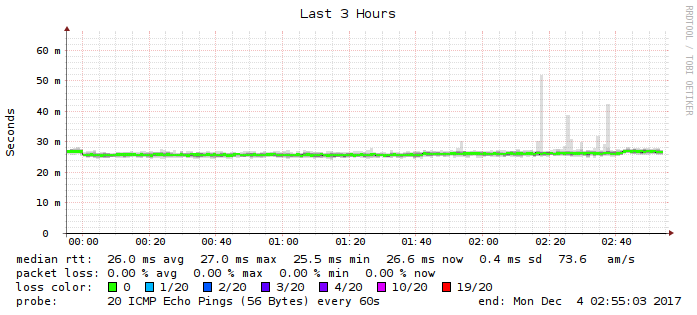 Last 3 Hours
RRDTOOL / TOBI OETIKER
Seconds
60 m
50 m
40 m
30 m
20 m
10 m
0
00:00 00:20 00:40 01:00 01:20 01:40 02:00 02:20 02:40
median rtt: 26.0 ms avg 27.0 ms max 25.5 ms min 26.6 ms now 0.4 ms sd 73.6 am/s
packet loss: 0.00 % avg 0.00 % max 0.00 % min 0.00 % now
loss color: 0 1/20 2/20 3/20 4/20 10/20 19/20
probe: 20 ICMP Echo Pings (56 Bytes) every 60s end: Mon Dec 4 02:55:03 2017